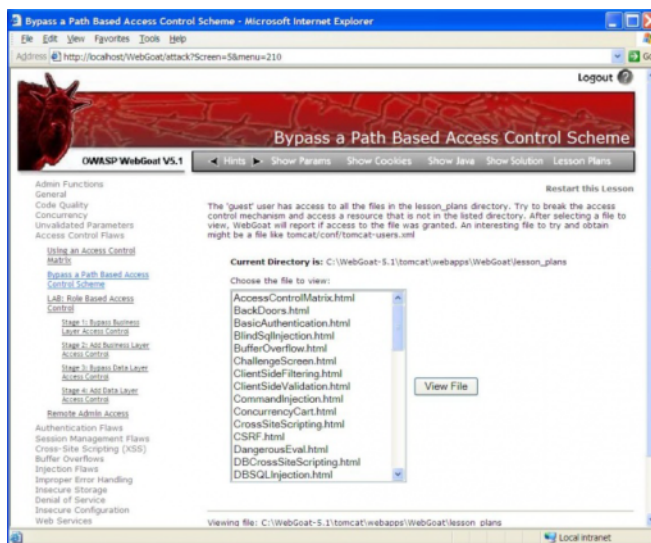 Bypass a Path Based Access Control Scheme - Microsoft Internet Explorer
File Edit View Favorites Tools Help
Address http://localhost/WebGoat/attack?Screen=5&menu=210 Go
Logout ?
Bypass a Path Based Access Control Scheme
OWASP WebGoat V5.1
Hints Show Params Show Cookies Show Java Show Solution Lesson Plans
Admin Functions
General
Code Quality
Concurrency
Unvalidated Parameters
Access Control Flaws
Using an Access Control
Matrix
Bypass a Path Based Access
Control Scheme
LAB: Role Based Access
Control
Stage 1: Bypass Business
Layer Access Control
Stage 2: Add Business Layer
Access Control
Stage 3: Bypass Data Layer
Access Control
Stage 4: Add Data Layer
Access Control
Remote Admin Access
Authentication Flaws
Session Management Flaws
Cross-Site Scripting (XSS)
Buffer Overflows
Injection Flaws
Improper Error Handling
Insecure Storage
Denial of Service
Insecure Configuration
Web Services
Restart this Lesson
The 'guest' user has access to all the files in the lesson_plans directory. Try to break the access
control mechanism and access a resource that is not in the listed directory. After selecting a file to
view, WebGoat will report if access to the file was granted. An interesting file to try and obtain
might be a file like tomcat/conf/tomcat-users.xml
Current Directory is: C:\WebGoat-5.1\tomcat\webapps\WebGoat\lesson_plans
Choose the file to view:
AccessControlMatrix.html
BackDoors.html
BasicAuthentication.html
BlindSqlInjection.html
BufferOverflow.html
ChallengeScreen.html
ClientSideFiltering.html
ClientSideValidation.html
CommandInjection.html
ConcurrencyCart.html
CrossSiteScripting.html
CSRF.html
DangerousEval.html
DBCrossSiteScripting.html
DBSQLInjection.html
View File
Viewing file: C:\WebGoat-5.1\tomcat\webapps\WebGoat\lesson_plans
Local intranet